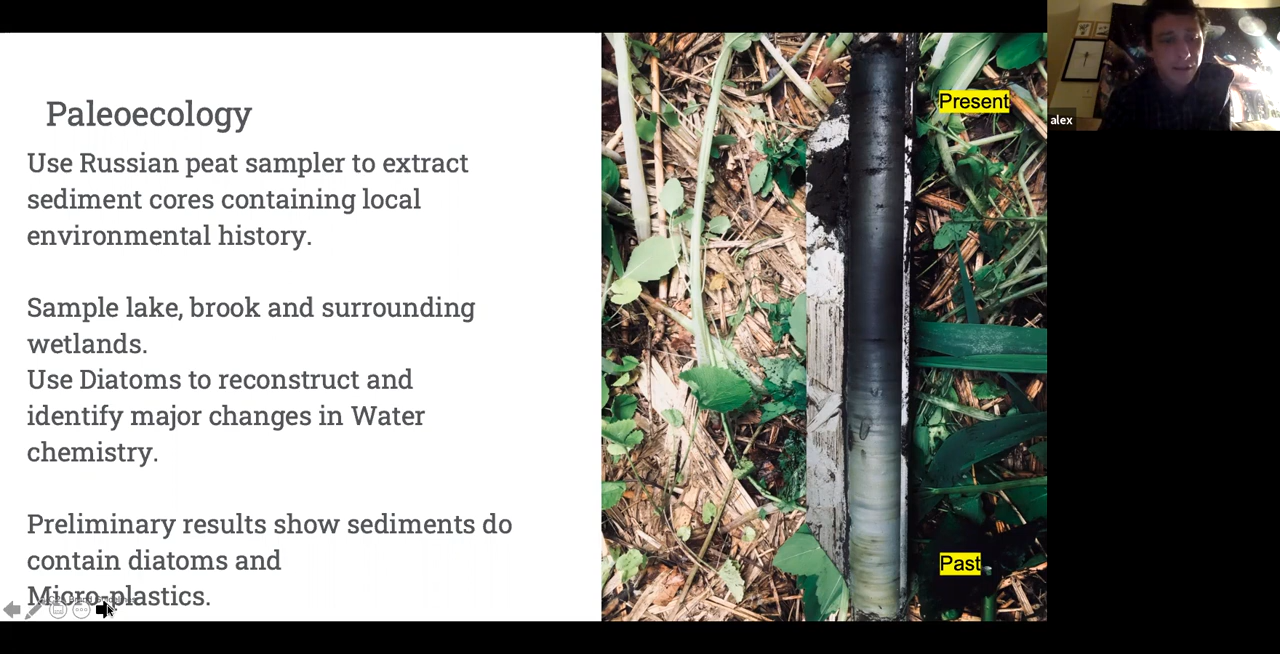 Paleoecology
Use Russian peat sampler to extract
sediment cores containing local
environmental history.
Sample lake, brook and surrounding
wetlands.
Use Diatoms to reconstruct and
identify major changes in Water
chemistry.
Preliminary results show sediments do
contain diatoms and
Micro-plastics.
Present
Past
alex